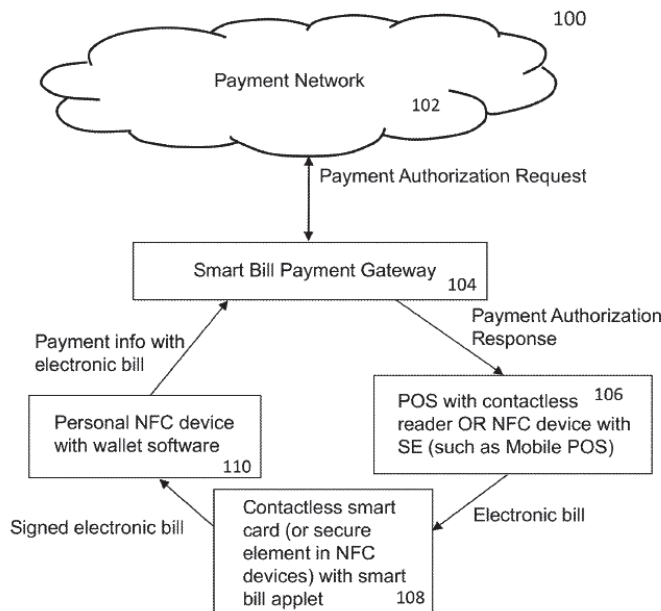 100
Payment Network
102
Payment Authorization Request
Smart Bill Payment Gateway
104
Payment info with
electronic bill
Payment Authorization
Response
Personal NFC device
with wallet software
110
POS with contactless
106
reader OR NFC device with
SE (such as Mobile POS)
Signed electronic bill
Electronic bill
Contactless smart
card (or secure
element in NFC
devices) with smart
bill applet
108